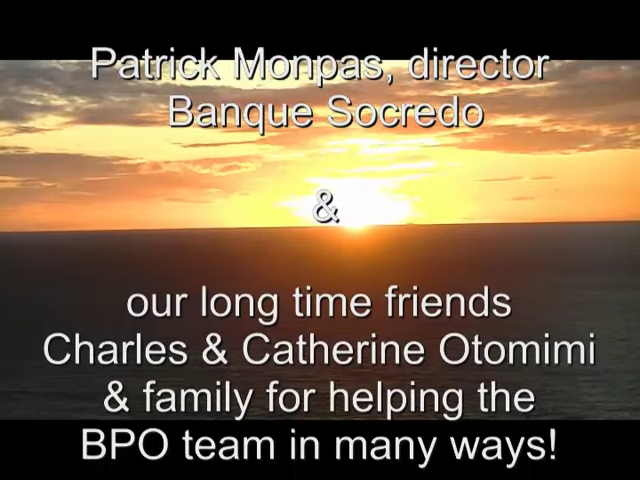 Patrick Monpas, director
Banque Socredo
&
our long time friends
Charles & Catherine Otomimi
& family for helping the
BPO team in many ways!